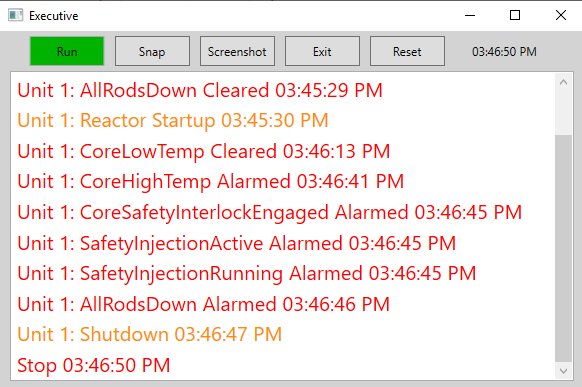 Executive
Run Snap Screenshot Exit Reset 03:46:50 PM
Unit 1: AllRodsDown Cleared 03:45:29 PM
Unit 1: Reactor Startup 03:45:30 PM
Unit 1: CoreLowTemp Cleared 03:46:13 PM
Unit 1: CoreHighTemp Alarmed 03:46:41 PM
Unit 1: CoreSafetyInterlockEngaged Alarmed 03:46:45 PM
Unit 1: SafetyInjectionActive Alarmed 03:46:45 PM
Unit 1: SafetyInjectionRunning Alarmed 03:46:45 PM
Unit 1: AllRodsDown Alarmed 03:46:46 PM
Unit 1: Shutdown 03:46:47 PM
Stop 03:46:50 PM